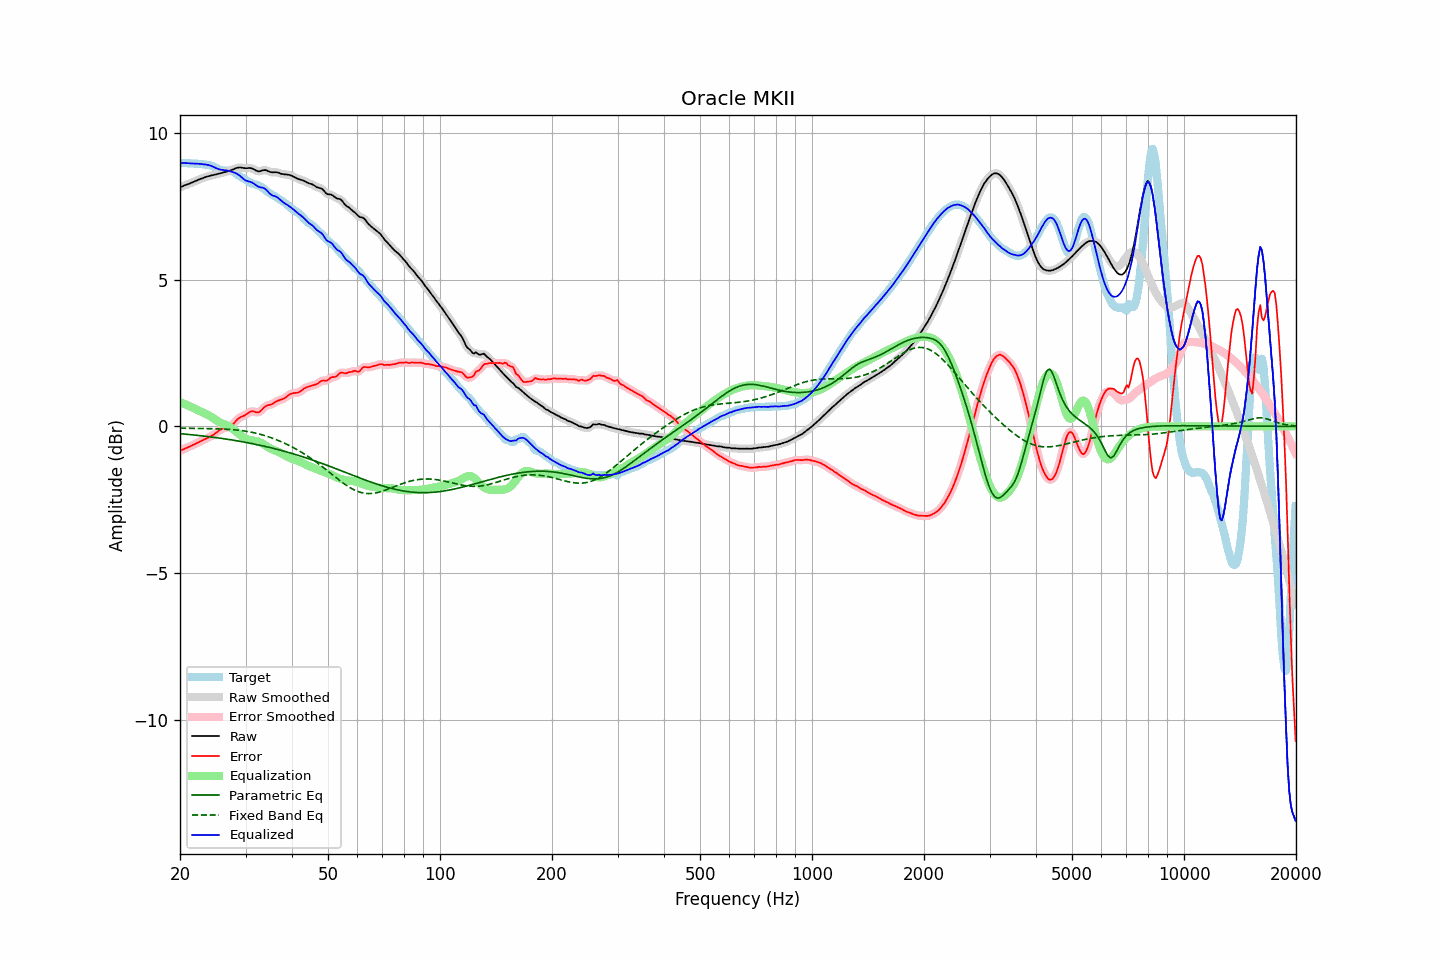 Oracle MKII
Amplitude (dBr)
10
5
0
−5
−10
Target
Raw Smoothed
Error Smoothed
Raw
Error
Equalization
Parametric Eq
Fixed Band Eq
Equalized
20 50 100 200 500 1000 2000 5000 10000 20000
Frequency (Hz)